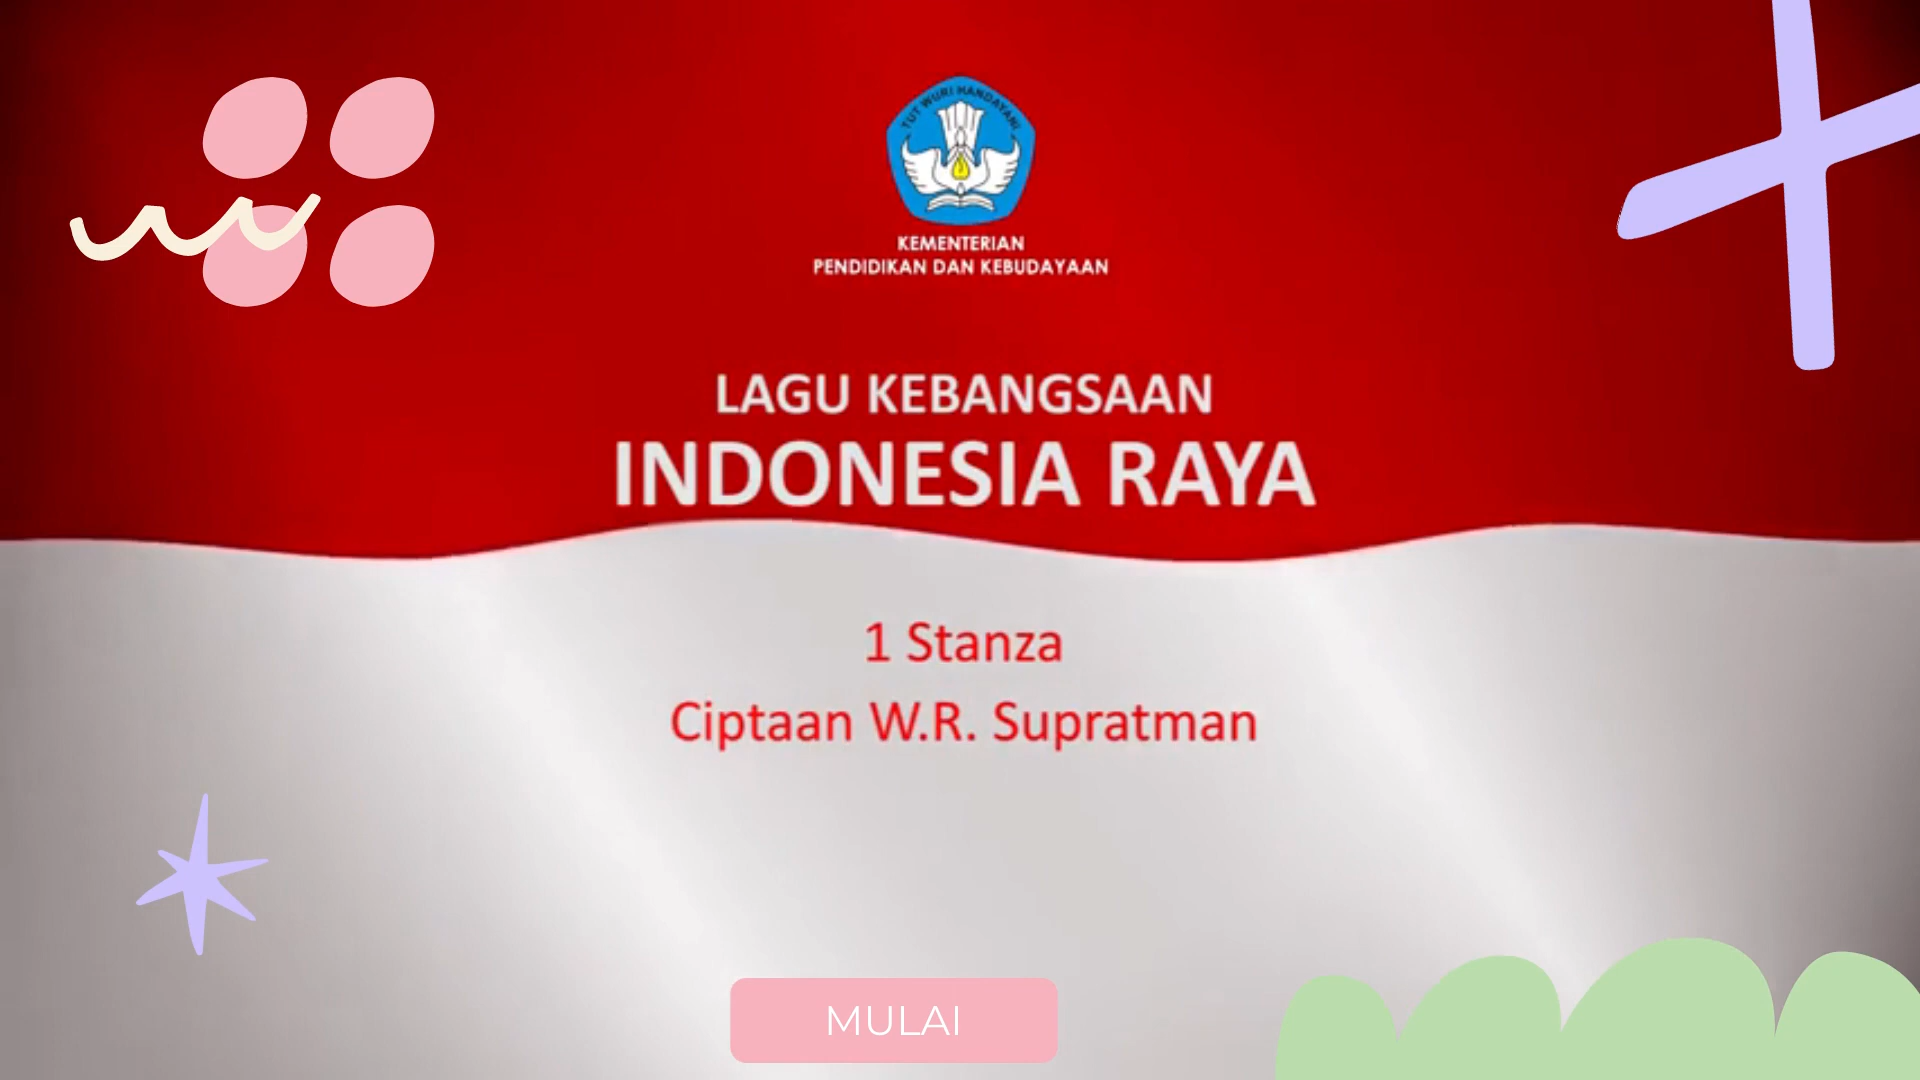 TUT WURI HANDAYANI
KEMENTERIAN
PENDIDIKAN DAN KEBUDAYAAN
LAGU KEBANGSAAN
INDONESIA RAYA
1 Stanza
Ciptaan W.R. Supratman
MULAI